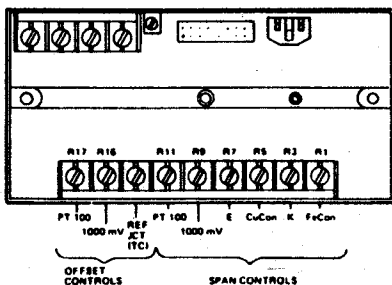 R17 R16 R11 R9 R7 R5 R3 R1
PT 100 1000 mV REF JCT (TC) PT 100 1000 mV E CuCon K FeCon
OFFSET CONTROLS
SPAN CONTROLS